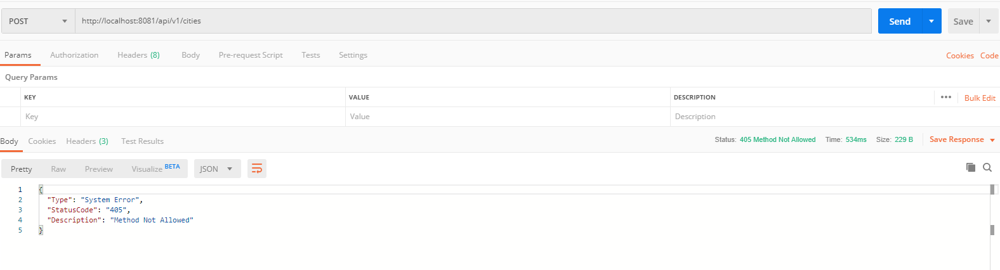 POST http://localhost:8081/api/v1/cities Send Save
Params Authorization Headers (8) Body Pre-request Script Tests Settings Cookies Code
Query Params
KEY VALUE DESCRIPTION ••• Bulk Edit
Key Value Description
Body Cookies Headers (3) Test Results Status: 405 Method Not Allowed Time: 534ms Size: 229 B Save Response
Pretty Raw Preview Visualize BETA JSON
1 {
2 "Type": "System Error",
3 "StatusCode": "405",
4 "Description": "Method Not Allowed"
5 }